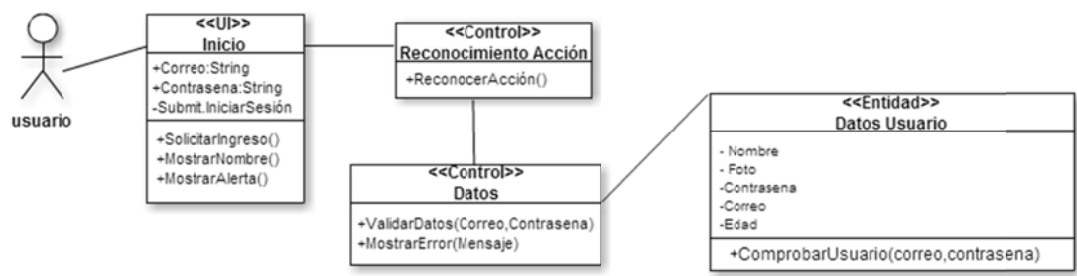 usuario
<<UI>>
Inicio
+Correo:String
+Contrasena:String
-Submit.IniciarSesión
+SolicitarIngreso()
+MostrarNombre()
+MostrarAlerta()
<<Control>>
Reconocimiento Acción
+ReconocerAcción()
<<Control>>
Datos
+ValidarDatos(Correo,Contrasena)
+MostrarError(Mensaje)
<<Entidad>>
Datos Usuario
- Nombre
- Foto
-Contrasena
-Correo
-Edad
+ComprobarUsuario(correo,contrasena)